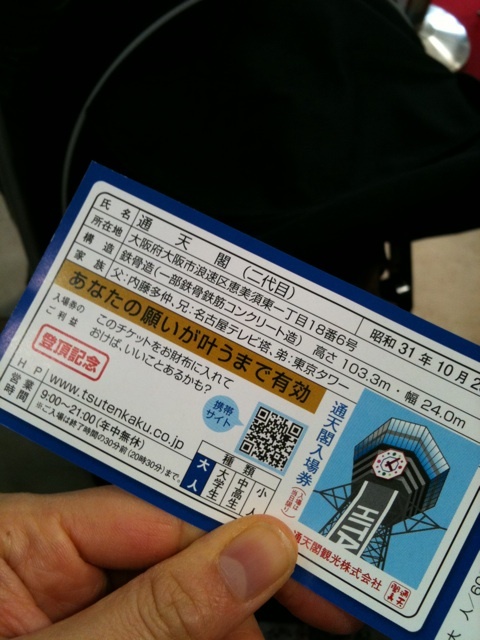 氏名 通天閣(二代目)
昭和31年10月2
所在地 大阪府大阪市浪速区恵美須東一丁目18番6号
構造 鉄骨造(一部鉄骨鉄筋コンクリート造) 高さ 103.3m・幅 24.0m
家族 父:内藤多仲,兄:名古屋テレビ塔,弟:東京タワー
あなたの願いが叶うまで有効
入場券のご利益
このチケットをお財布に入れて
おけば、いいことあるかも?
登頂記念
携帯サイト
HP www.tsutenkaku.co.jp
営業時間 9:00~21:00(年中無休)
※ご入場は終了時間の30分前(20時30分)まで。
種類
大人 大学生 中高生 小人
通天閣入場券
HITA
通天閣観光株式会社
大人 60